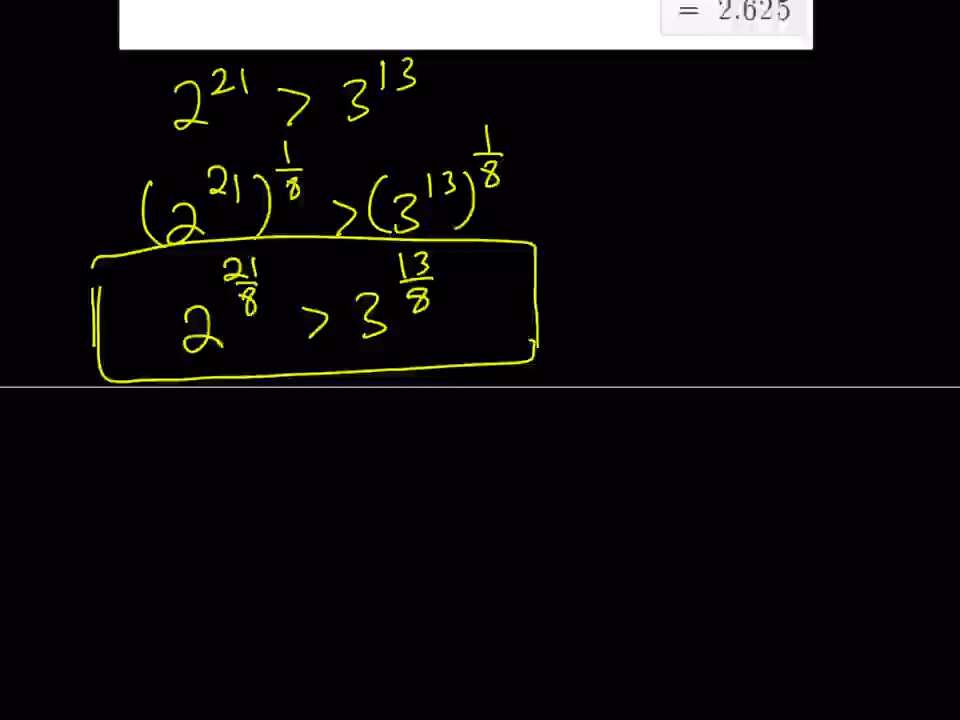 = 2.625
2^21 > 3^13
(2^21)^(1/8) > (3^13)^(1/8)
2^(21/8) > 3^(13/8)